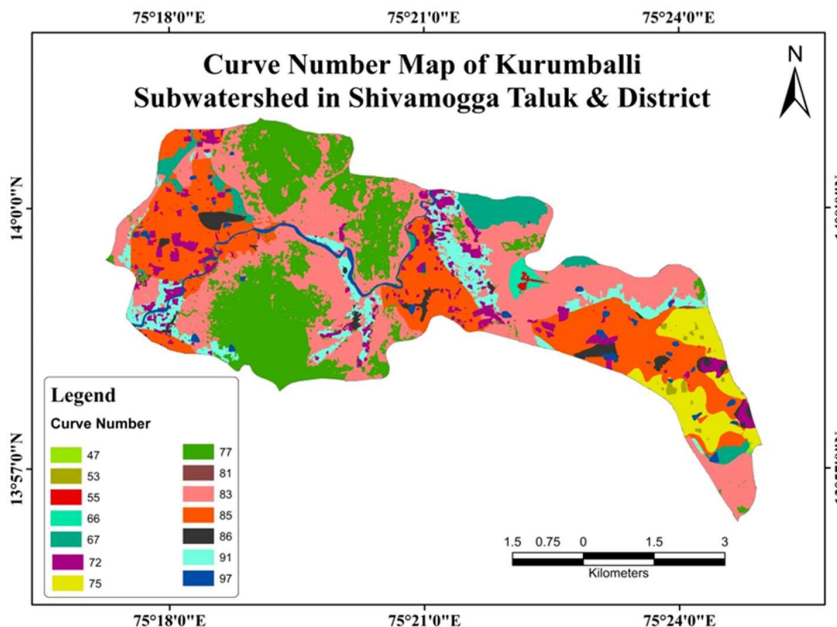 75°18'0"E 75°21'0"E 75°24'0"E
Curve Number Map of Kurumballi
Subwatershed in Shivamogga Taluk & District
N
14°0'0"N
13°57'0"N
Legend
Curve Number
47
53
55
66
67
72
75
77
81
83
85
86
91
97
1.5 0.75 0 1.5 3
Kilometers
75°18'0"E 75°21'0"E 75°24'0"E